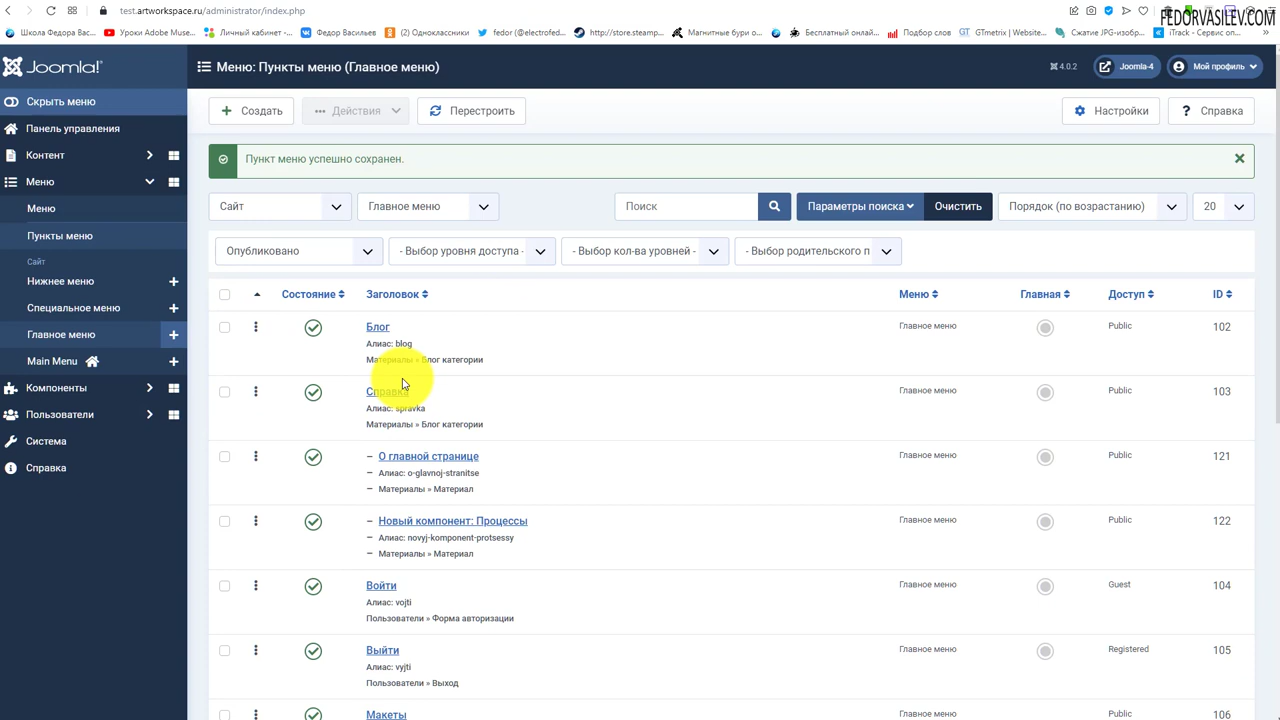 test.artworkspace.ru/administrator/index.php
FEDORVASILEV.COM
Школа Федора Вас...
Уроки Adobe Muse...
Личный кабинет -...
Федор Васильев
(2) Одноклассники
fedor (@electrofed...
http://store.steamp...
Магнитные бури о...
Бесплатный онлай...
Подбор слов
GTmetrix | Website...
Сжатие JPG-изобр...
iTrack - Сервис оп...
Joomla!
Меню: Пункты меню (Главное меню)
4.0.2
Joomla-4
Мой профиль
Скрыть меню
Панель управления
Контент
Меню
Меню
Пункты меню
Сайт
Нижнее меню
Специальное меню
Главное меню
Main Menu
Компоненты
Пользователи
Система
Справка
Создать
Действия
Перестроить
Настройки
Справка
Пункт меню успешно сохранен.
Сайт
Главное меню
Поиск
Параметры поиска
Очистить
Порядок (по возрастанию)
20
Опубликовано
- Выбор уровня доступа -
- Выбор кол-ва уровней -
- Выбор родительского п
Состояние
Заголовок
Меню
Главная
Доступ
ID
Блог
Алиас: blog
Материалы » Блог категории
Главное меню
Public
102
Справка
Алиас: spravka
Материалы » Блог категории
Главное меню
Public
103
– О главной странице
– Алиас: o-glavnoj-stranitse
– Материалы » Материал
Главное меню
Public
121
– Новый компонент: Процессы
– Алиас: novyj-komponent-protsessy
– Материалы » Материал
Главное меню
Public
122
Войти
Алиас: vojti
Пользователи » Форма авторизации
Главное меню
Guest
104
Выйти
Алиас: vyjti
Пользователи » Выход
Главное меню
Registered
105
Макеты
Главное меню
Public
106